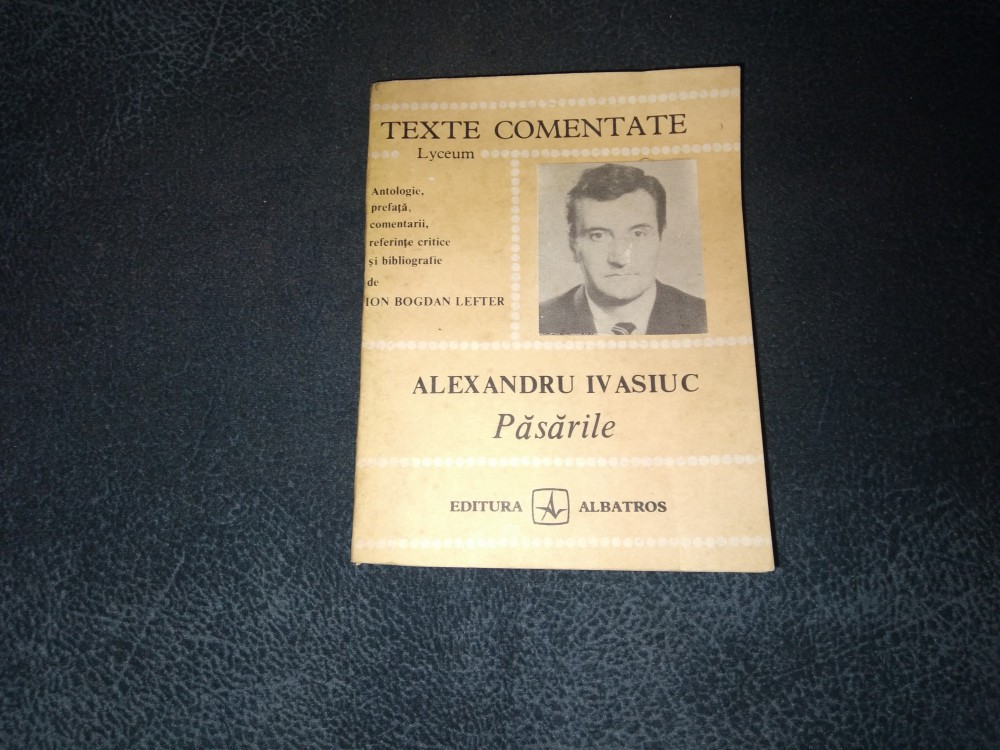 TEXTE COMENTATE
Lyceum
Antologie,
prefață,
comentarii,
referințe critice
și bibliografie
de
ION BOGDAN LEFTER
ALEXANDRU IVASIUC
Păsările
EDITURA ALBATROS